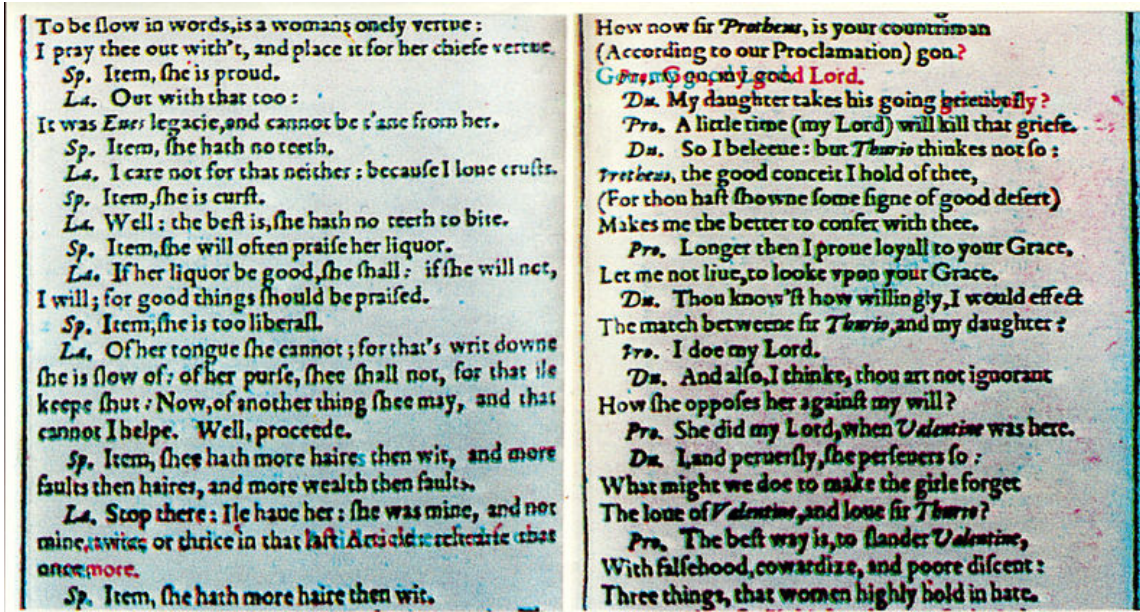 To be ſlow in words, is a womans onely vertue:
I pray thee out with't, and place it for her chiefe vertue.
Sp. Item, ſhe is proud.
La. Out with that too:
It was Eues legacie, and cannot be t'ane from her.
Sp. Item, ſhe hath no teeth.
La. I care not for that neither: becauſe I loue cruſts.
Sp. Item, ſhe is curſt.
La. Well: the beſt is, ſhe hath no teeth to bite.
Sp. Item, ſhe will often praiſe her liquor.
La. If her liquor be good, ſhe ſhall: if ſhe will not,
I will; for good things ſhould be praiſed.
Sp. Item, ſhe is too liberall.
La. Of her tongue ſhe cannot; for that's writ downe
ſhe is ſlow of: of her purſe, ſhee ſhall not, for that ile
keepe ſhut: Now, of another thing ſhee may, and that
cannot I helpe. Well, proceede.
Sp. Item, ſhee hath more haires then wit, and more
faults then haires, and more wealth then faults.
La. Stop there: Ile haue her: ſhe was mine, and not
mine, twice or thrice in that laſt Article: rehearſe that
once more.
Sp. Item, ſhe hath more haire then wit.
How now ſir Protheus, is your countriman
(According to our Proclamation) gon?
Pro. Gon, my good Lord.
Du. My daughter takes his going
Pro. A little time (my Lord) will kill that griefe.
Du. So I beleeue: but Thurio thinkes not ſo:
Protheus, the good conceit I hold of thee,
(For thou haſt ſhowne ſome ſigne of good deſert)
Makes me the better to confer with thee.
Pro. Longer then I proue loyall to your Grace,
Let me not liue, to looke vpon your Grace.
Du. Thou know'ſt how willingly, I would effect
The match betweene ſir Thurio, and my daughter?
Pro. I doe my Lord.
Du. And alſo, I thinke, thou art not ignorant
How ſhe oppoſes her againſt my will?
Pro. She did my Lord, when Valentine was here.
Du. I, and peruerſly, ſhe perſeuers ſo:
What might we doe to make the girle forget
The loue of Valentine, and loue ſir Thurio?
Pro. The beſt way is, to ſlander Valentine,
With falſehood, cowardize, and poore diſcent:
Three things, that women highly hold in hate.